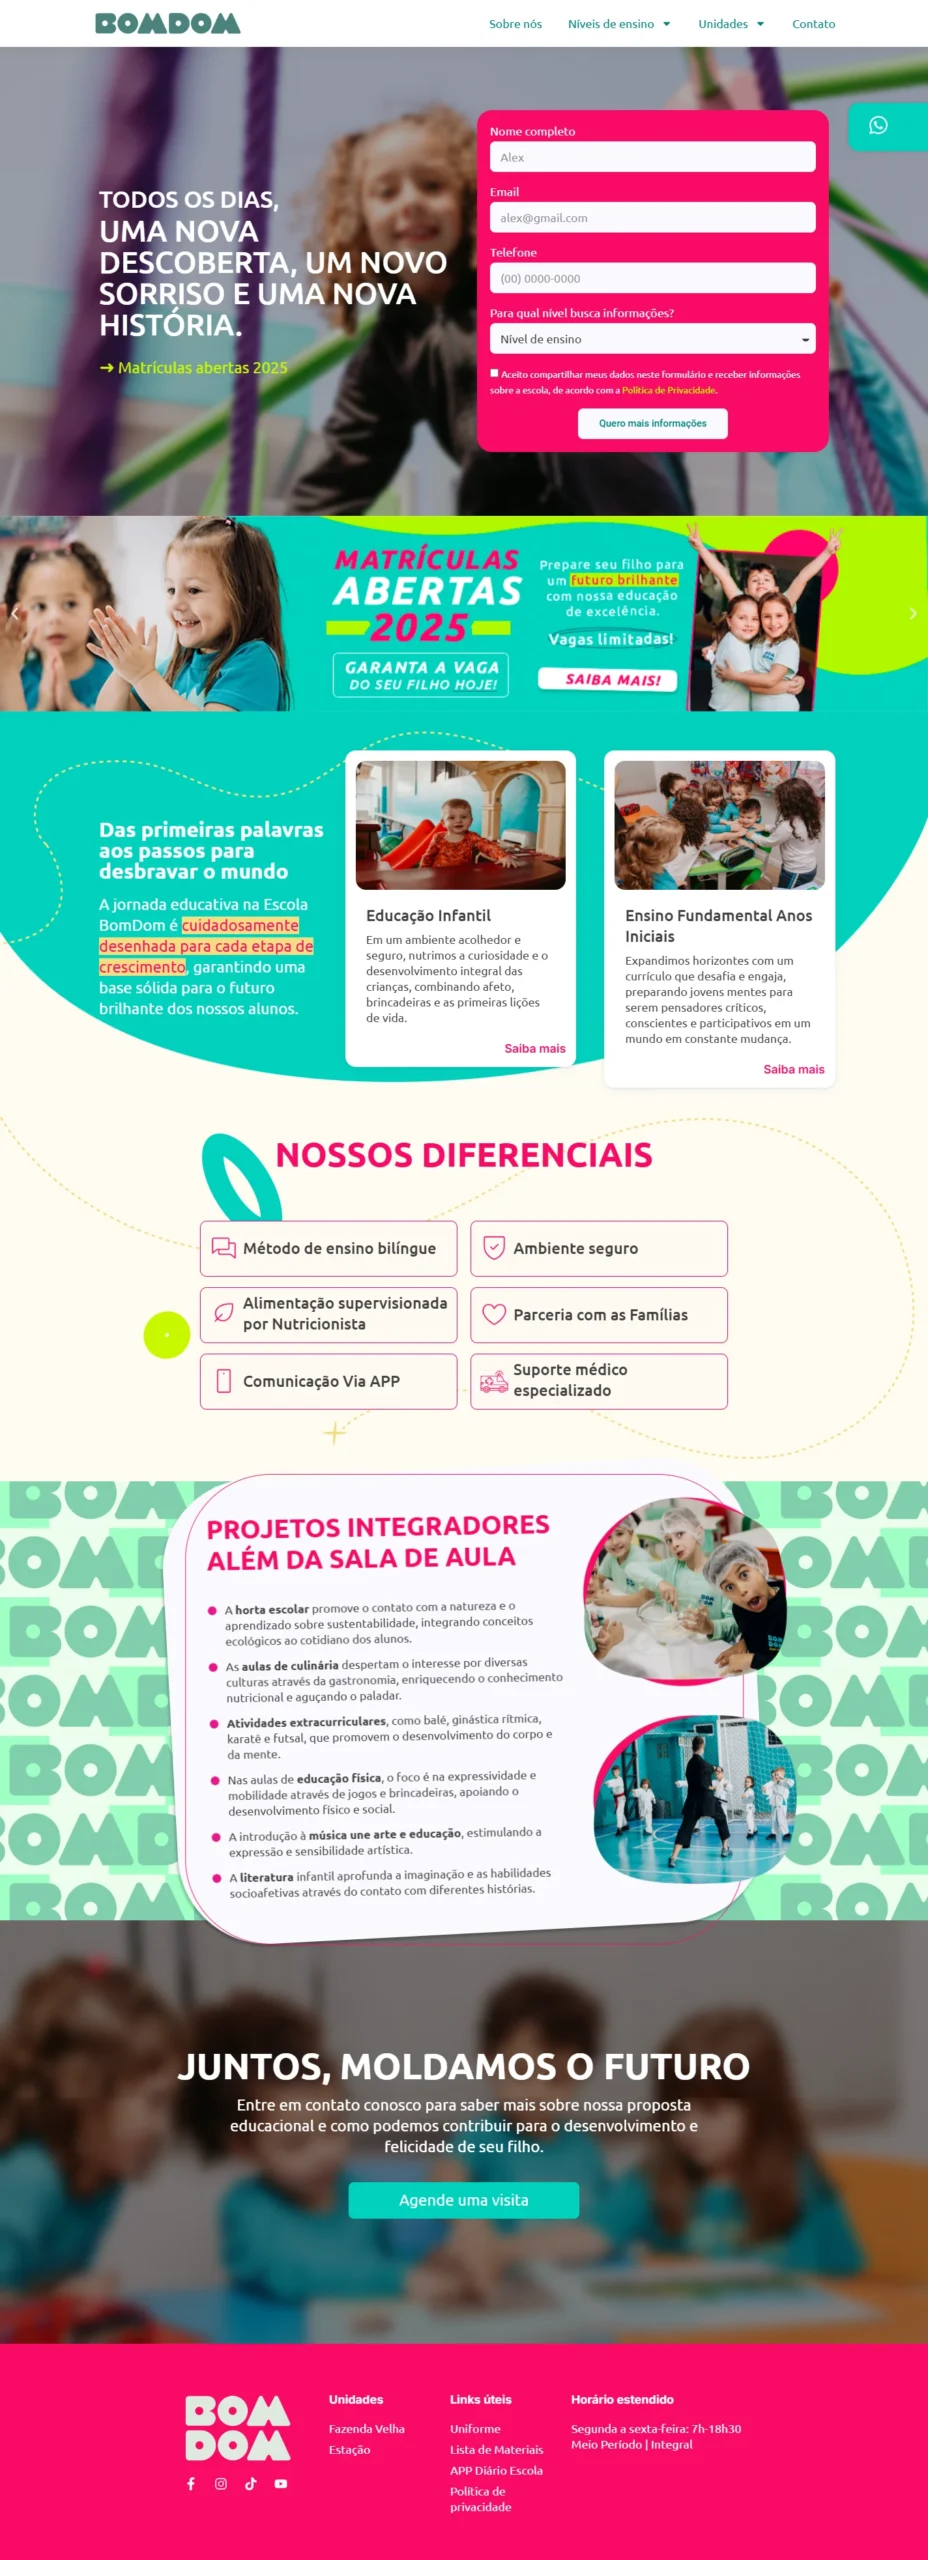 BOMDOM
Sobre nós
Níveis de ensino
Unidades
Contato
TODOS OS DIAS,
UMA NOVA
DESCOBERTA, UM NOVO
SORRISO E UMA NOVA
HISTÓRIA.
➜ Matrículas abertas 2025
Nome completo
Alex
Email
alex@gmail.com
Telefone
(00) 0000-0000
Para qual nível busca informações?
Nível de ensino
Aceito compartilhar meus dados neste formulário e receber informações
sobre a escola, de acordo com a Política de Privacidade.
Quero mais informações
MATRÍCULAS
ABERTAS
2025
GARANTA A VAGA
DO SEU FILHO HOJE!
Prepare seu filho para
um futuro brilhante
com nossa educação
de excelência.
Vagas limitadas!
SAIBA MAIS!
Das primeiras palavras
aos passos para
desbravar o mundo
A jornada educativa na Escola
BomDom é cuidadosamente
desenhada para cada etapa de
crescimento, garantindo uma
base sólida para o futuro
brilhante dos nossos alunos.
Educação Infantil
Em um ambiente acolhedor e
seguro, nutrimos a curiosidade e o
desenvolvimento integral das
crianças, combinando afeto,
brincadeiras e as primeiras lições
de vida.
Saiba mais
Ensino Fundamental Anos
Iniciais
Expandimos horizontes com um
currículo que desafia e engaja,
preparando jovens mentes para
serem pensadores críticos,
conscientes e participativos em um
mundo em constante mudança.
Saiba mais
NOSSOS DIFERENCIAIS
Método de ensino bilíngue
Ambiente seguro
Alimentação supervisionada
por Nutricionista
Parceria com as Famílias
Comunicação Via APP
Suporte médico
especializado
PROJETOS INTEGRADORES
ALÉM DA SALA DE AULA
A horta escolar promove o contato com a natureza e o
aprendizado sobre sustentabilidade, integrando conceitos
ecológicos ao cotidiano dos alunos.
As aulas de culinária despertam o interesse por diversas
culturas através da gastronomia, enriquecendo o conhecimento
nutricional e aguçando o paladar.
Atividades extracurriculares, como balé, ginástica rítmica,
karatê e futsal, que promovem o desenvolvimento do corpo e
da mente.
Nas aulas de educação física, o foco é na expressividade e
mobilidade através de jogos e brincadeiras, apoiando o
desenvolvimento físico e social.
A introdução à música une arte e educação, estimulando a
expressão e sensibilidade artística.
A literatura infantil aprofunda a imaginação e as habilidades
socioafetivas através do contato com diferentes histórias.
JUNTOS, MOLDAMOS O FUTURO
Entre em contato conosco para saber mais sobre nossa proposta
educacional e como podemos contribuir para o desenvolvimento e
felicidade de seu filho.
Agende uma visita
BOM
DOM
Unidades
Fazenda Velha
Estação
Links úteis
Uniforme
Lista de Materiais
APP Diário Escola
Política de
privacidade
Horário estendido
Segunda a sexta-feira: 7h-18h30
Meio Período | Integral